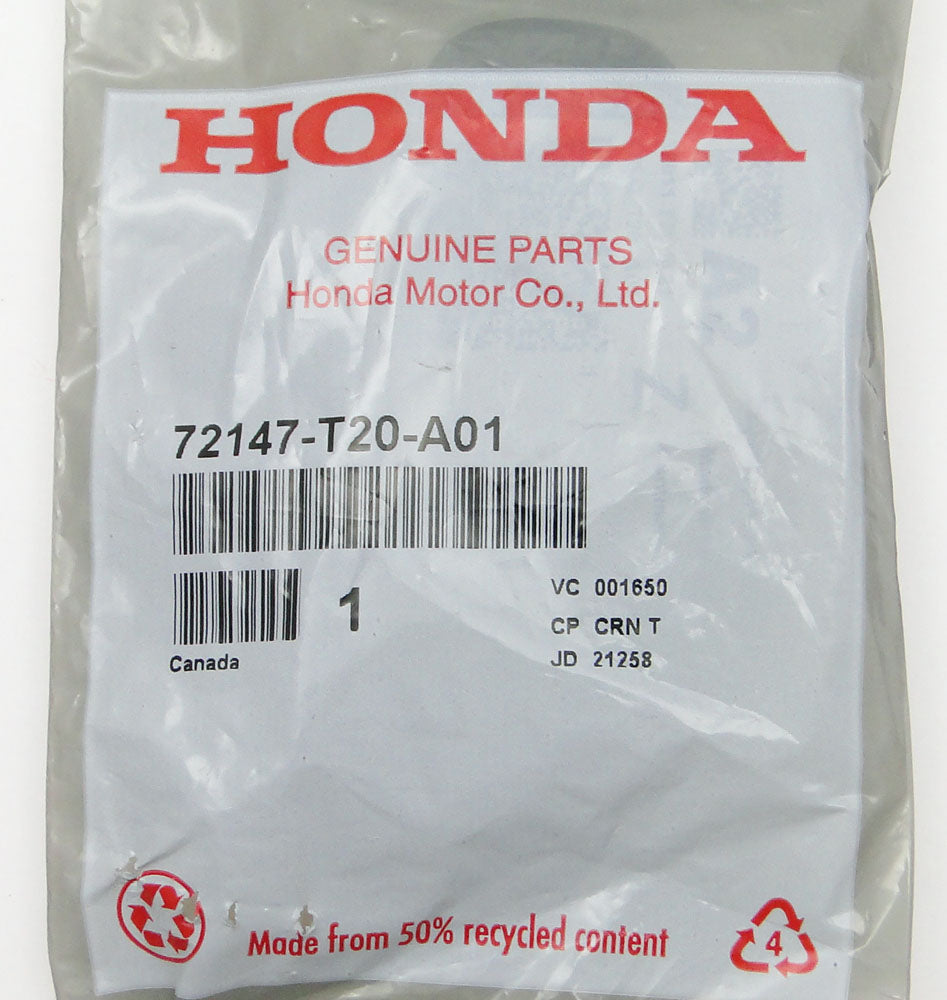 HONDA
GENUINE PARTS
Honda Motor Co., Ltd.
72147-T20-A01
1
VC 001650
CP CRN T
JD 21258
Canada
Made from 50% recycled content
4